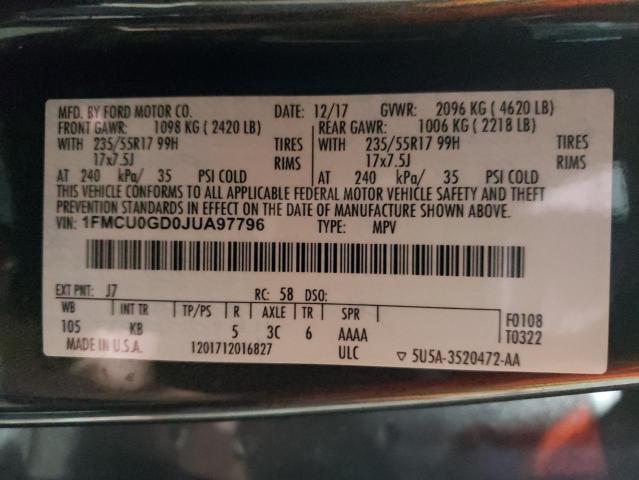 MFD. BY FORD MOTOR CO. DATE: 12/17 GVWR: 2096 KG ( 4620 LB)
FRONT GAWR: 1098 KG ( 2420 LB) REAR GAWR: 1006 KG ( 2218 LB)
WITH 235/55R17 99H TIRES WITH 235/55R17 99H TIRES
17x7.5J RIMS 17x7.5J RIMS
AT 240 kPa/ 35 PSI COLD AT 240 kPa/ 35 PSI COLD
THIS VEHICLE CONFORMS TO ALL APPLICABLE FEDERAL MOTOR VEHICLE SAFETY AND THEFT
PREVENTION STANDARDS IN EFFECT ON THE DATE OF MANUFACTURE SHOWN ABOVE.
VIN: 1FMCU0GD0JUA97796 TYPE: MPV
EXT PNT: J7 RC: 58 DSO:
WB INT TR TP/PS R AXLE TR SPR F0108
105 KB 5 3C 6 AAAA T0322
MADE IN U.S.A. 1201712016827 ULC ▽ 5U5A-3520472-AA